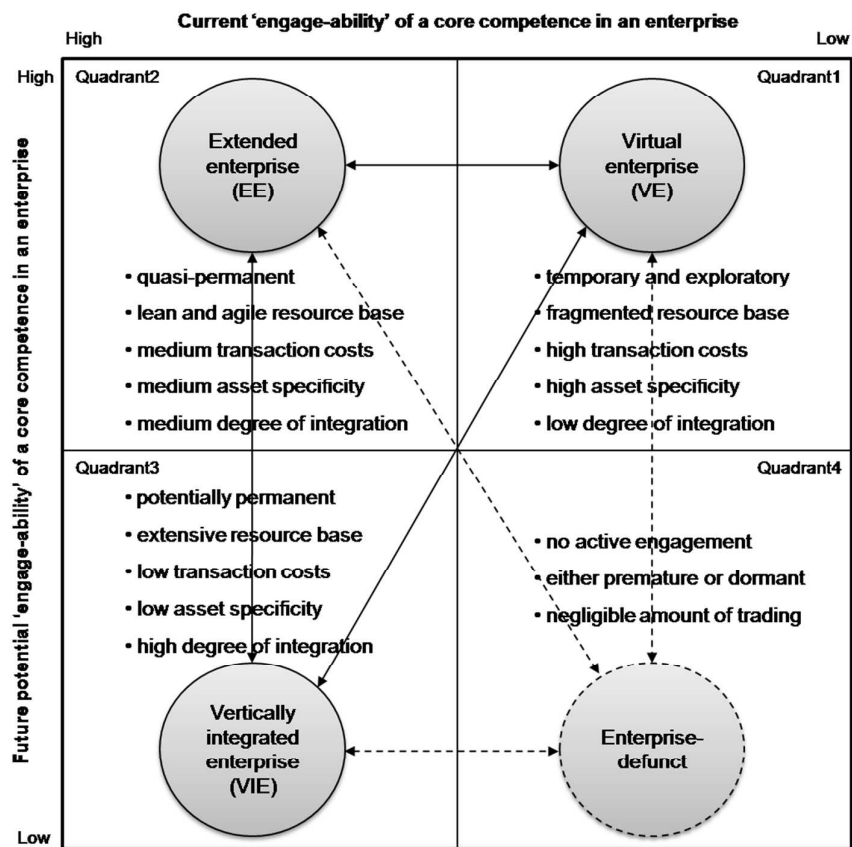 Current 'engage-ability' of a core competence in an enterprise
High
Low
High
Future potential 'engage-ability' of a core competence in an enterprise
Low
Quadrant2
Extended
enterprise
(EE)
• quasi-permanent
• lean and agile resource base
• medium transaction costs
• medium asset specificity
• medium degree of integration
Quadrant1
Virtual
enterprise
(VE)
• temporary and exploratory
• fragmented resource base
• high transaction costs
• high asset specificity
• low degree of integration
Quadrant3
• potentially permanent
• extensive resource base
• low transaction costs
• low asset specificity
• high degree of integration
Vertically
integrated
enterprise
(VIE)
Quadrant4
• no active engagement
• either premature or dormant
• negligible amount of trading
Enterprise-
defunct